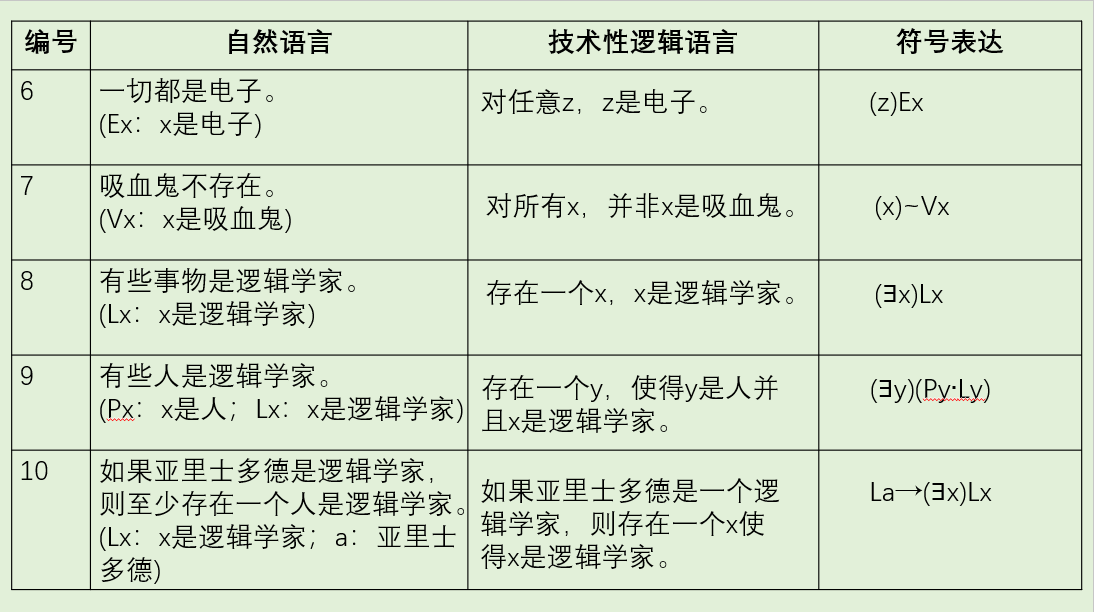 编号 自然语言 技术性逻辑语言 符号表达
6 一切都是电子。
(Ex：x是电子)
对任意z，z是电子。
(z)Ex
7 吸血鬼不存在。
(Vx：x是吸血鬼)
对所有x，并非x是吸血鬼。
(x)~Vx
8 有些事物是逻辑学家。
(Lx：x是逻辑学家)
存在一个x，x是逻辑学家。
(∃x)Lx
9 有些人是逻辑学家。
(Px：x是人；Lx：x是逻辑学家)
存在一个y，使得y是人并
且x是逻辑学家。
(∃y)(Py·Ly)
10 如果亚里士多德是逻辑学家，
则至少存在一个人是逻辑学家。
(Lx：x是逻辑学家；a：亚里士
多德)
如果亚里士多德是一个逻
辑学家，则存在一个x使
得x是逻辑学家。
La→(∃x)Lx